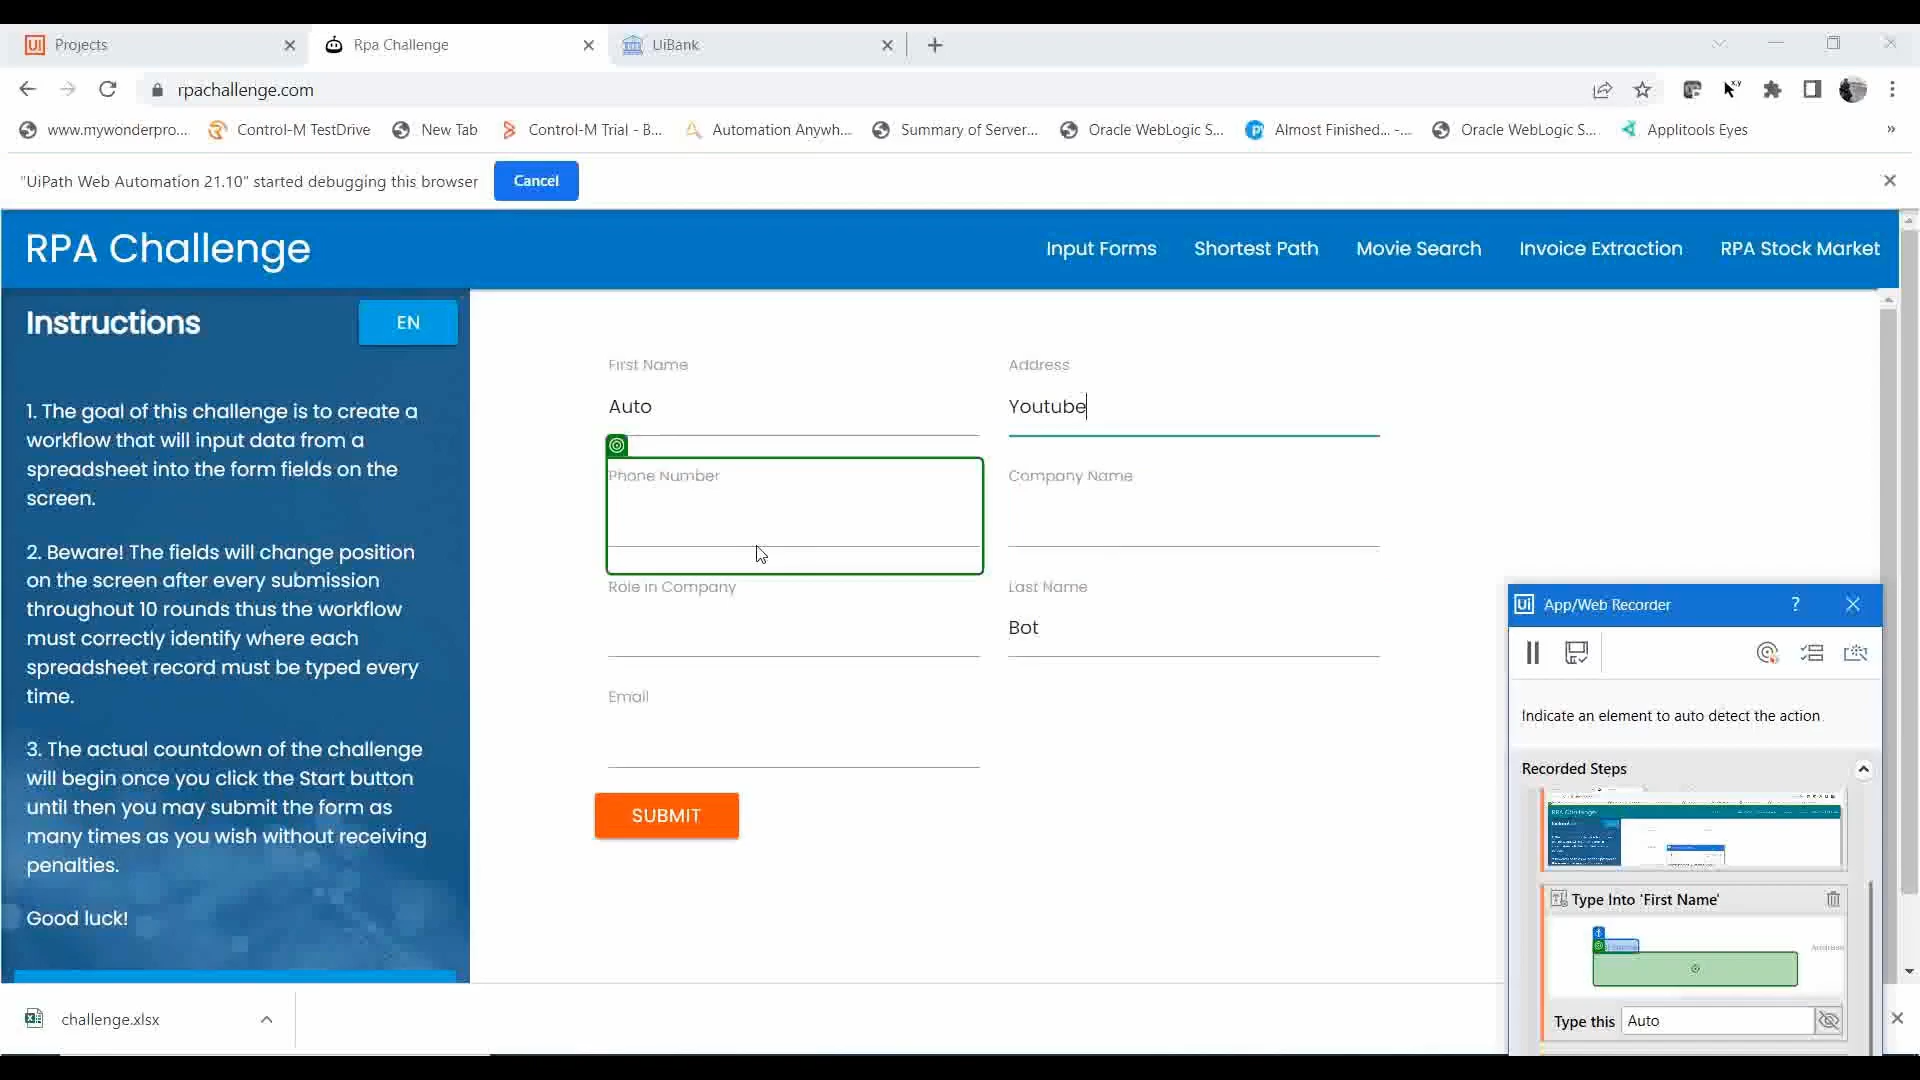 Projects
Rpa Challenge
UiBank
rpachallenge.com
www.mywonderpro...
Control-M TestDrive
New Tab
Control-M Trial - B...
Automation Anywh...
Summary of Server...
Oracle WebLogic S...
Almost Finished... -...
Oracle WebLogic S...
Applitools Eyes
»
"UiPath Web Automation 21.10" started debugging this browser
Cancel
RPA Challenge
Input Forms
Shortest Path
Movie Search
Invoice Extraction
RPA Stock Market
Instructions
EN
1. The goal of this challenge is to create a
workflow that will input data from a
spreadsheet into the form fields on the
screen.
2. Beware! The fields will change position
on the screen after every submission
throughout 10 rounds thus the workflow
must correctly identify where each
spreadsheet record must be typed every
time.
3. The actual countdown of the challenge
will begin once you click the Start button
until then you may submit the form as
many times as you wish without receiving
penalties.
Good luck!
First Name
Auto
Address
Youtube
Phone Number
Company Name
Role in Company
Last Name
Bot
Email
SUBMIT
Ui App/Web Recorder
?
Indicate an element to auto detect the action
Recorded Steps
RPA Challenge
Type Into 'First Name'
Address
Type this
Auto
challenge.xlsx